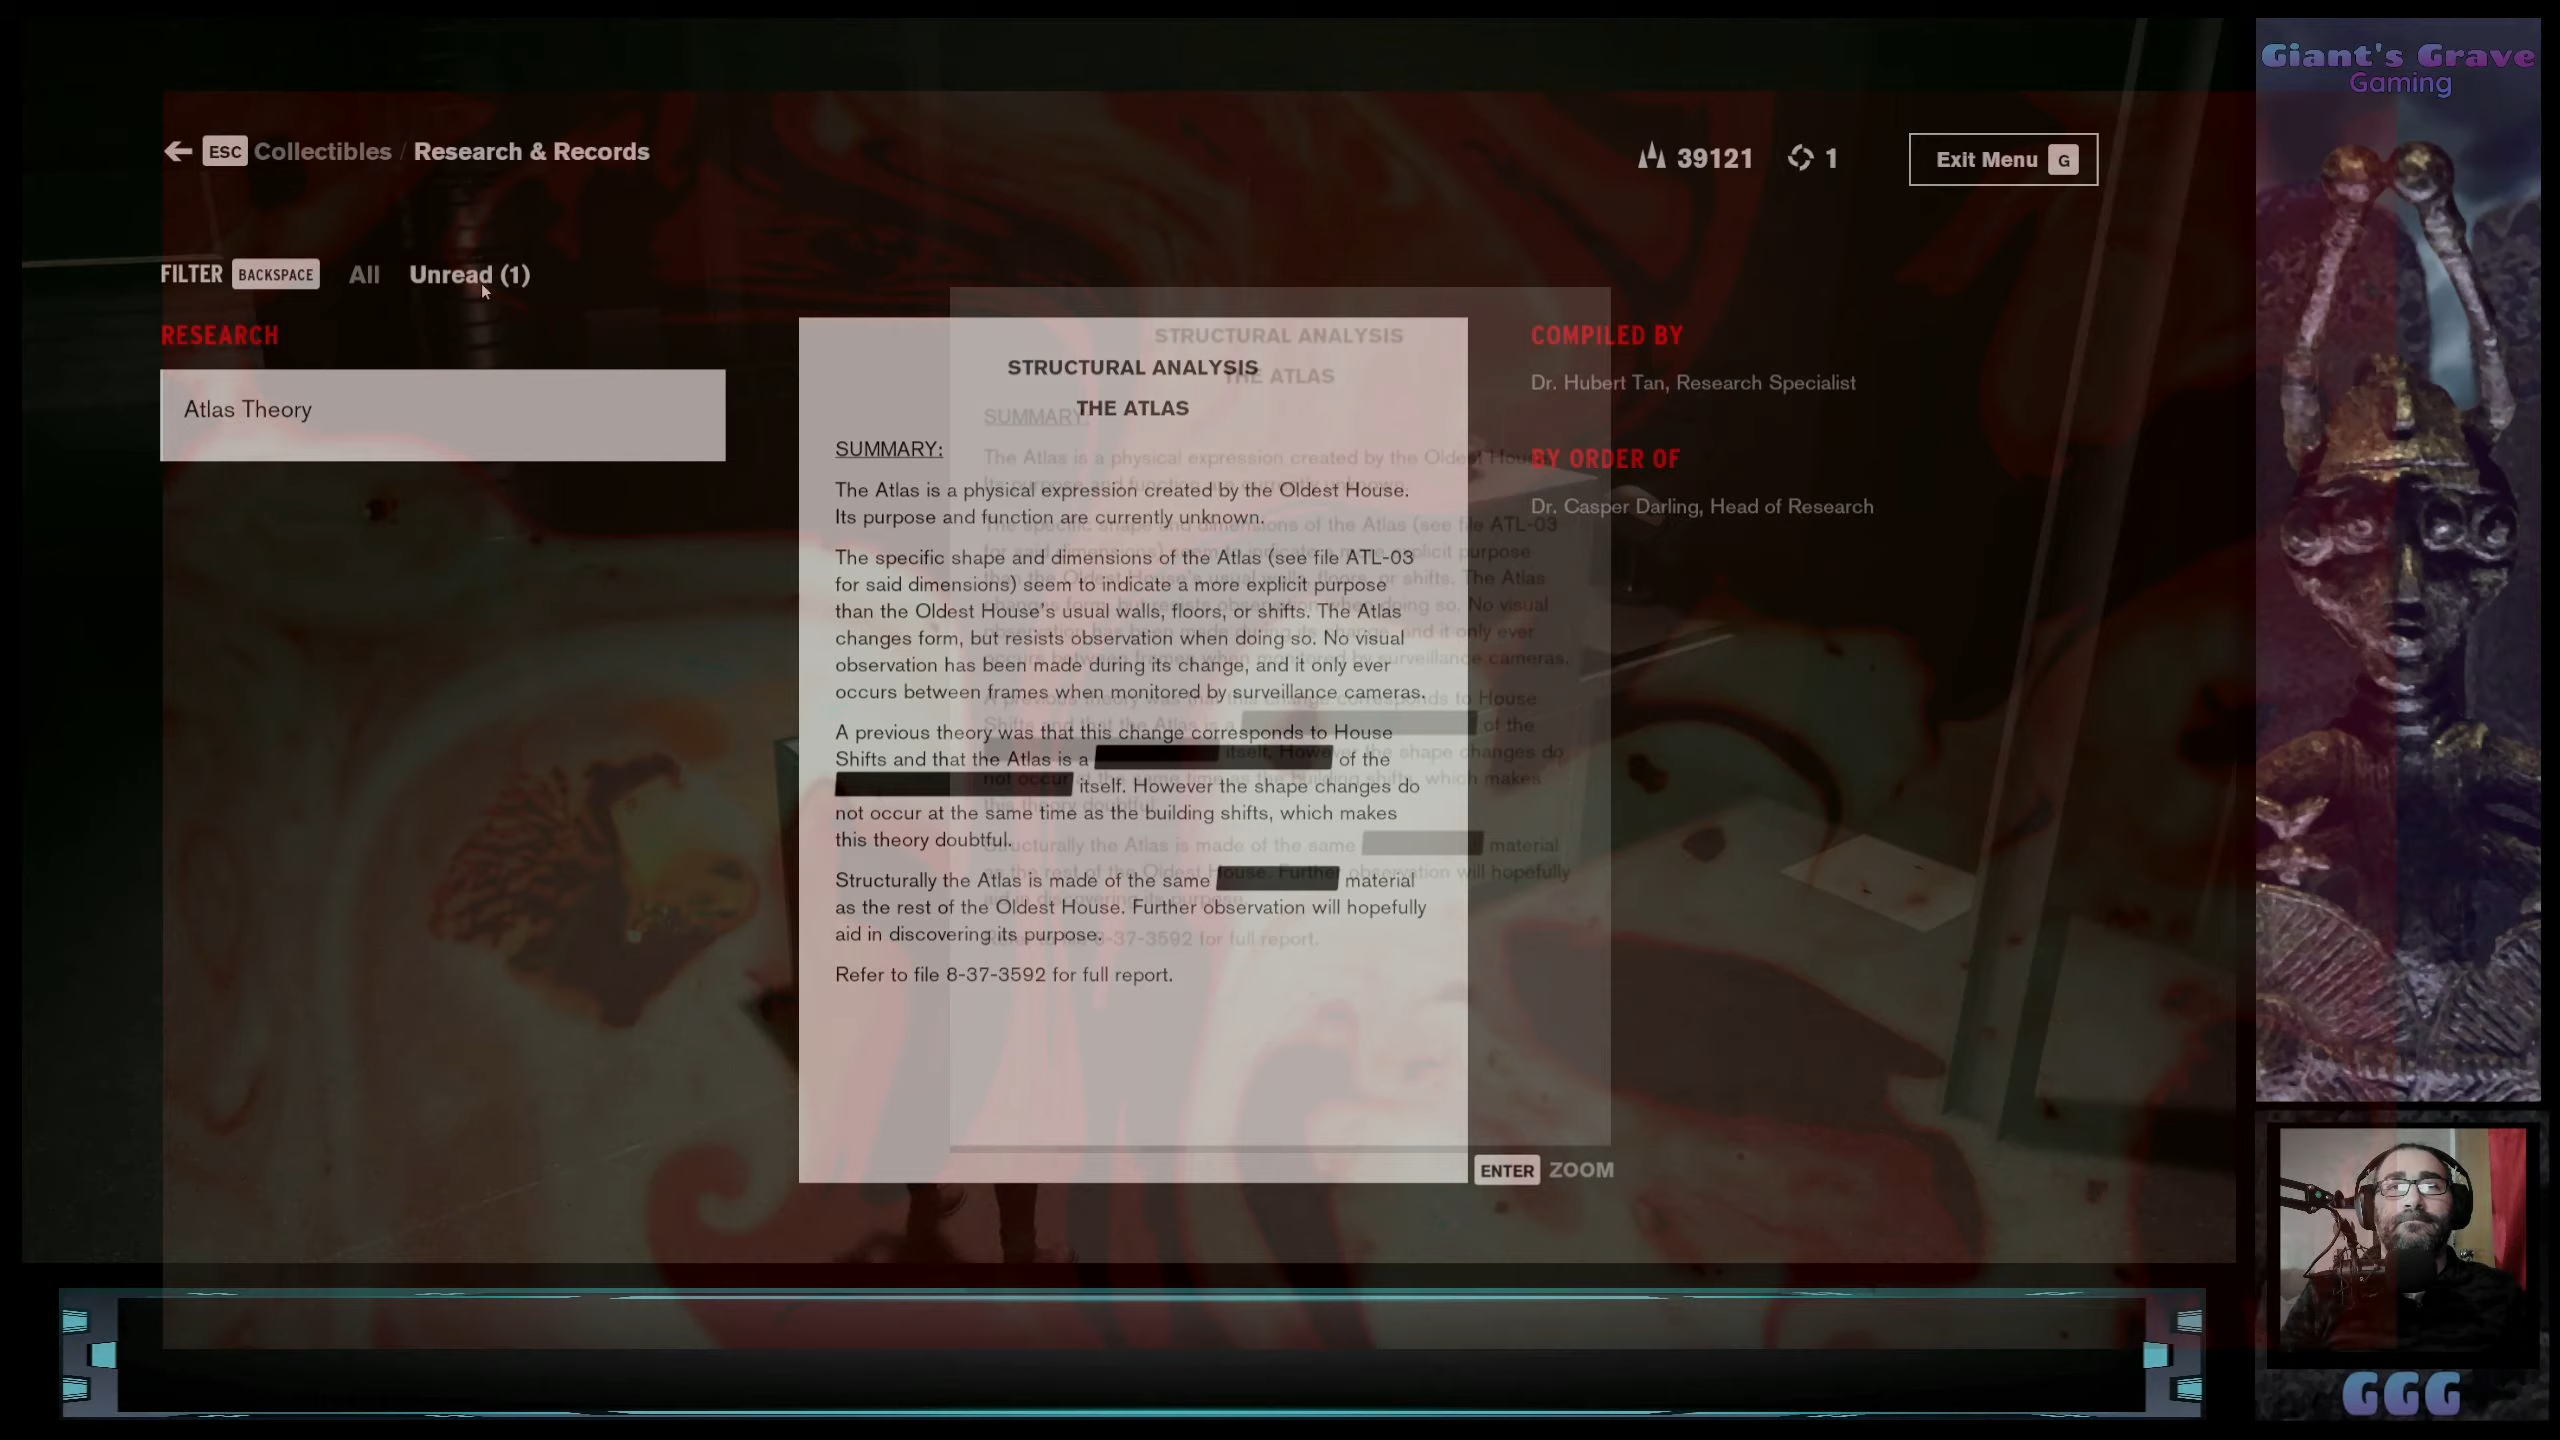 Giant's Grave
Gaming
ESC Collectibles / Research & Records
39121
1
Exit Menu G
FILTER BACKSPACE All Unread (1)
RESEARCH
Atlas Theory
STRUCTURAL ANALYSIS
THE ATLAS
SUMMARY:
The Atlas is a physical expression created by the Oldest House.
Its purpose and function are currently unknown.
The specific shape and dimensions of the Atlas (see file ATL-03
for said dimensions) seem to indicate a more explicit purpose
than the Oldest House's usual walls, floors, or shifts. The Atlas
changes form, but resists observation when doing so. No visual
observation has been made during its change, and it only ever
occurs between frames when monitored by surveillance cameras.
A previous theory was that this change corresponds to House
Shifts and that the Atlas is a of the
itself. However the shape changes do
not occur at the same time as the building shifts, which makes
this theory doubtful.
Structurally the Atlas is made of the same material
as the rest of the Oldest House. Further observation will hopefully
aid in discovering its purpose.
Refer to file 8-37-3592 for full report.
COMPILED BY
Dr. Hubert Tan, Research Specialist
BY ORDER OF
Dr. Casper Darling, Head of Research
ENTER ZOOM
GGG